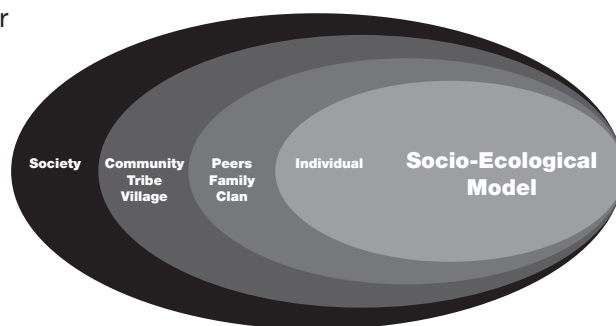 r
Society
Community
Tribe
Village
Peers
Family
Clan
Individual
Socio-Ecological
Model